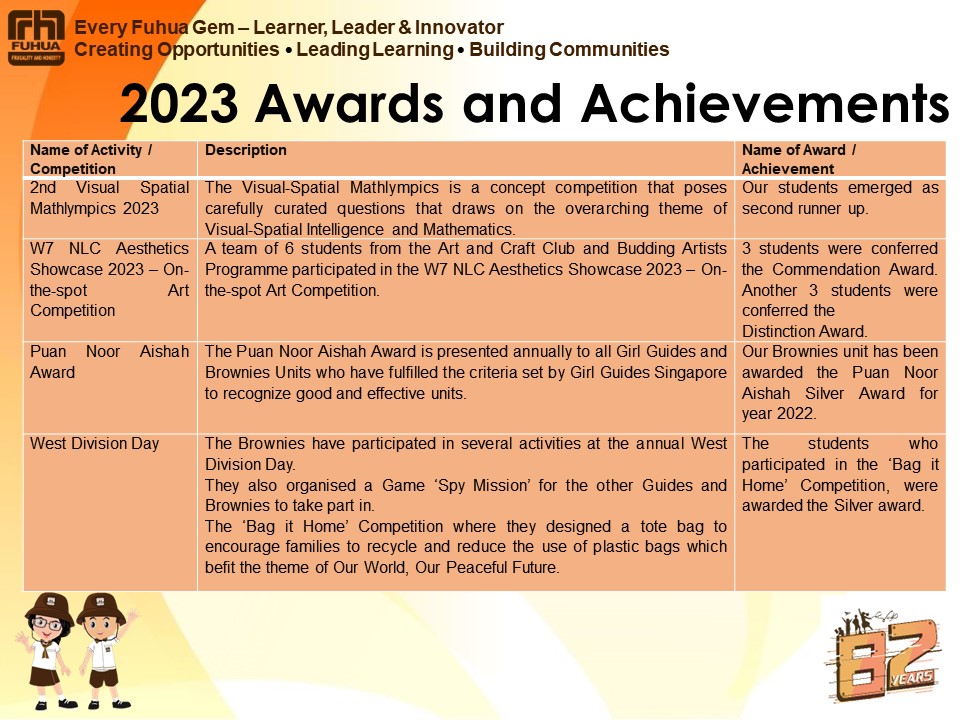 FUHUA
FRUGALITY AND HONESTY
Every Fuhua Gem – Learner, Leader & Innovator
Creating Opportunities • Leading Learning • Building Communities
2023 Awards and Achievements
Name of Activity /
Competition
Description
Name of Award /
Achievement
2nd Visual Spatial
Mathlympics 2023
The Visual-Spatial Mathlympics is a concept competition that poses
carefully curated questions that draws on the overarching theme of
Visual-Spatial Intelligence and Mathematics.
Our students emerged as
second runner up.
W7 NLC Aesthetics
Showcase 2023 – On-
the-spot Art
Competition
A team of 6 students from the Art and Craft Club and Budding Artists
Programme participated in the W7 NLC Aesthetics Showcase 2023 – On-
the-spot Art Competition.
3 students were conferred
the Commendation Award.
Another 3 students were
conferred the
Distinction Award.
Puan Noor Aishah
Award
The Puan Noor Aishah Award is presented annually to all Girl Guides and
Brownies Units who have fulfilled the criteria set by Girl Guides Singapore
to recognize good and effective units.
Our Brownies unit has been
awarded the Puan Noor
Aishah Silver Award for
year 2022.
West Division Day
The Brownies have participated in several activities at the annual West
Division Day.
They also organised a Game ‘Spy Mission’ for the other Guides and
Brownies to take part in.
The ‘Bag it Home’ Competition where they designed a tote bag to
encourage families to recycle and reduce the use of plastic bags which
befit the theme of Our World, Our Peaceful Future.
The students who
participated in the ‘Bag it
Home’ Competition, were
awarded the Silver award.
82
YEARS